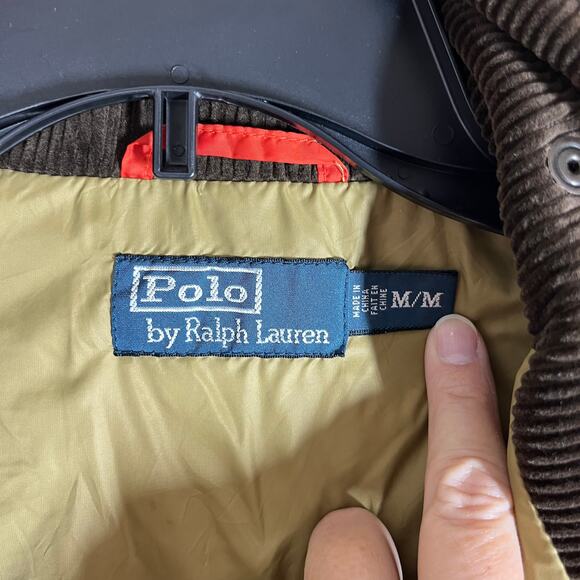 Polo
by Ralph Lauren
MADE IN
CHINA
FAIT EN
CHINE
M/M